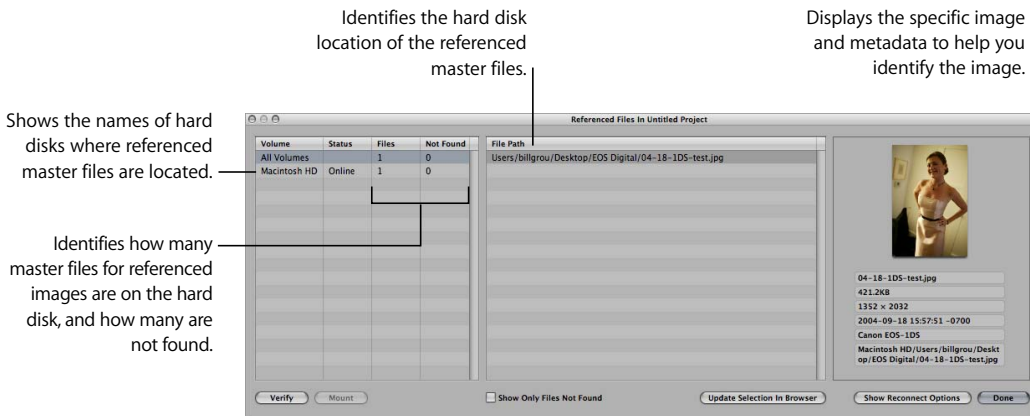 Identifies the hard disk
location of the referenced
master files.
Displays the specific image
and metadata to help you
identify the image.
Shows the names of hard
disks where referenced
master files are located.
Identifies how many
master files for referenced
images are on the hard
disk, and how many are
not found.
Referenced Files In Untitled Project
Volume Status Files Not Found
All Volumes 1 0
Macintosh HD Online 1 0
File Path
Users/billgrou/Desktop/EOS Digital/04-18-1DS-test.jpg
04-18-1DS-test.jpg
421.2KB
1352 × 2032
2004-09-18 15:57:51 -0700
Canon EOS-1DS
Macintosh HD/Users/billgrou/Deskt
op/EOS Digital/04-18-1DS-test.jpg
Verify Mount Show Only Files Not Found Update Selection In Browser Show Reconnect Options Done